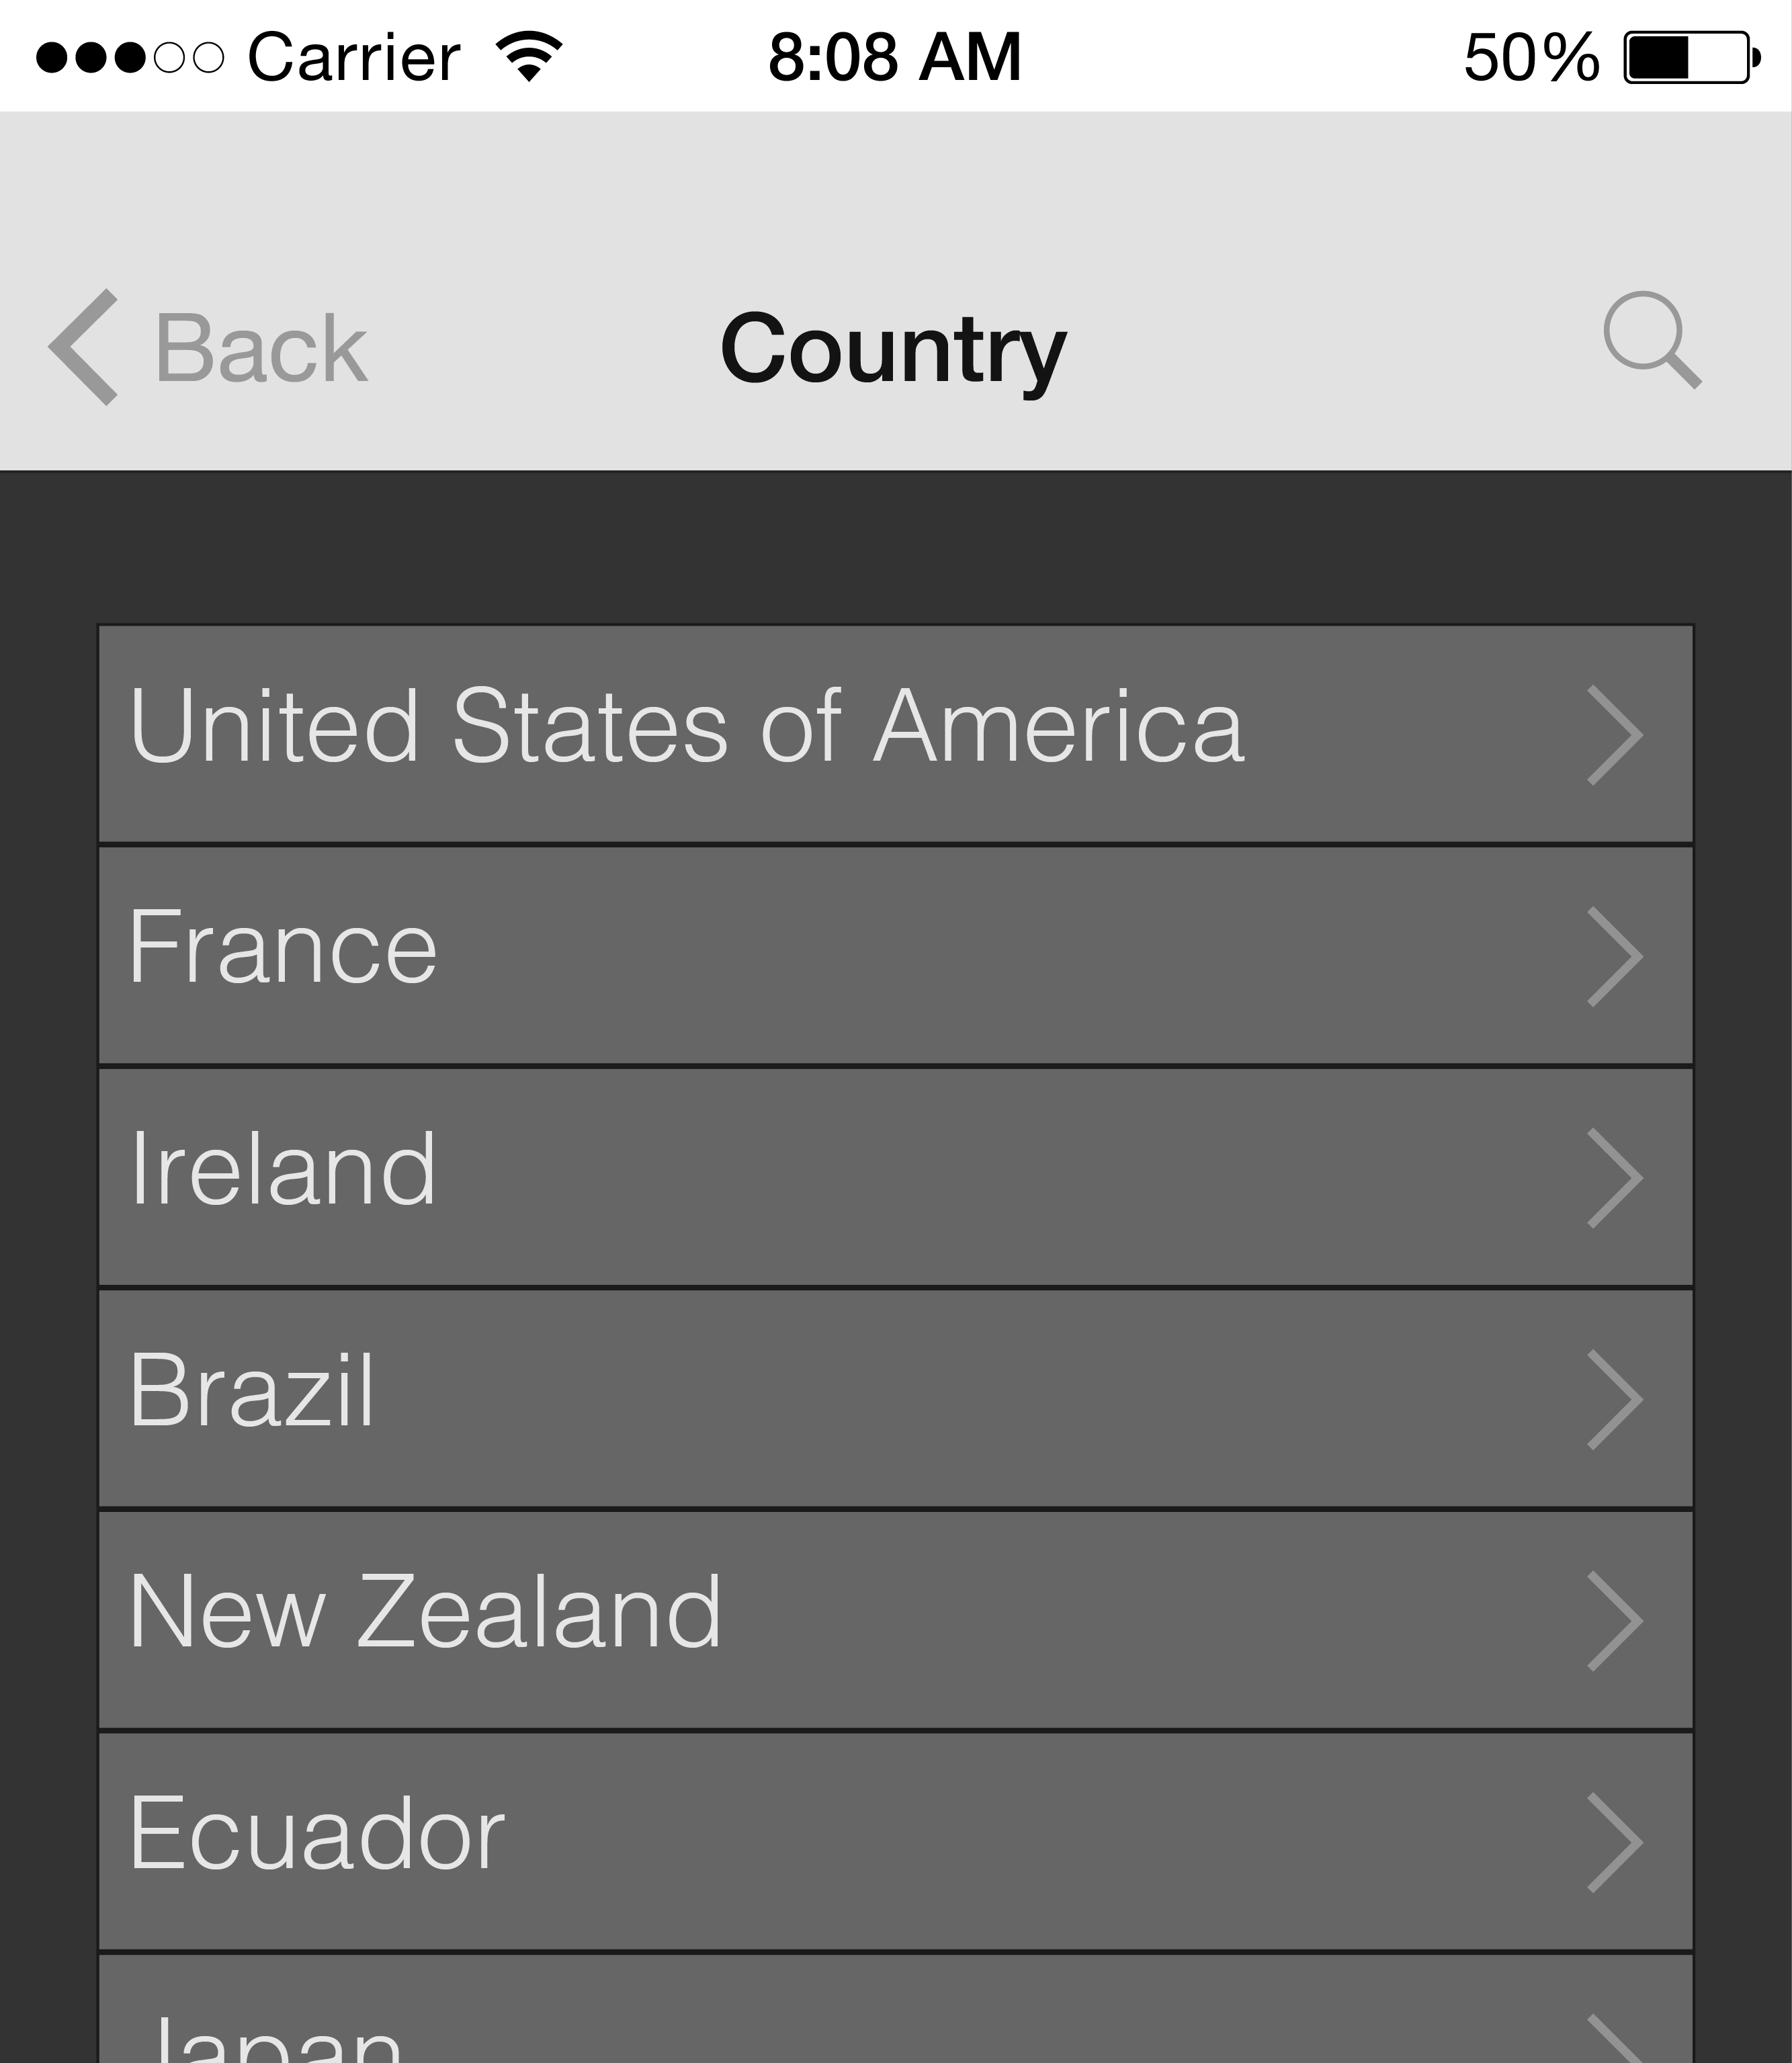 Carrier 8:08 AM 50%
Back Country
United States of America
France
Ireland
Brazil
New Zealand
Ecuador
Japan